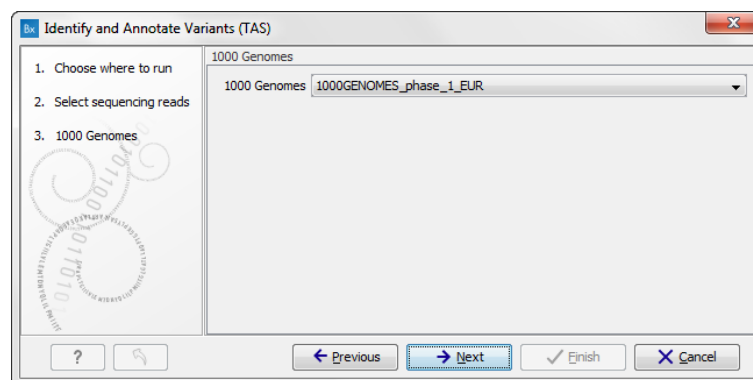 Bx Identify and Annotate Variants (TAS)
1. Choose where to run
2. Select sequencing reads
3. 1000 Genomes
1000 Genomes
1000 Genomes 1000GENOMES_phase_1_EUR
? Previous Next Finish Cancel